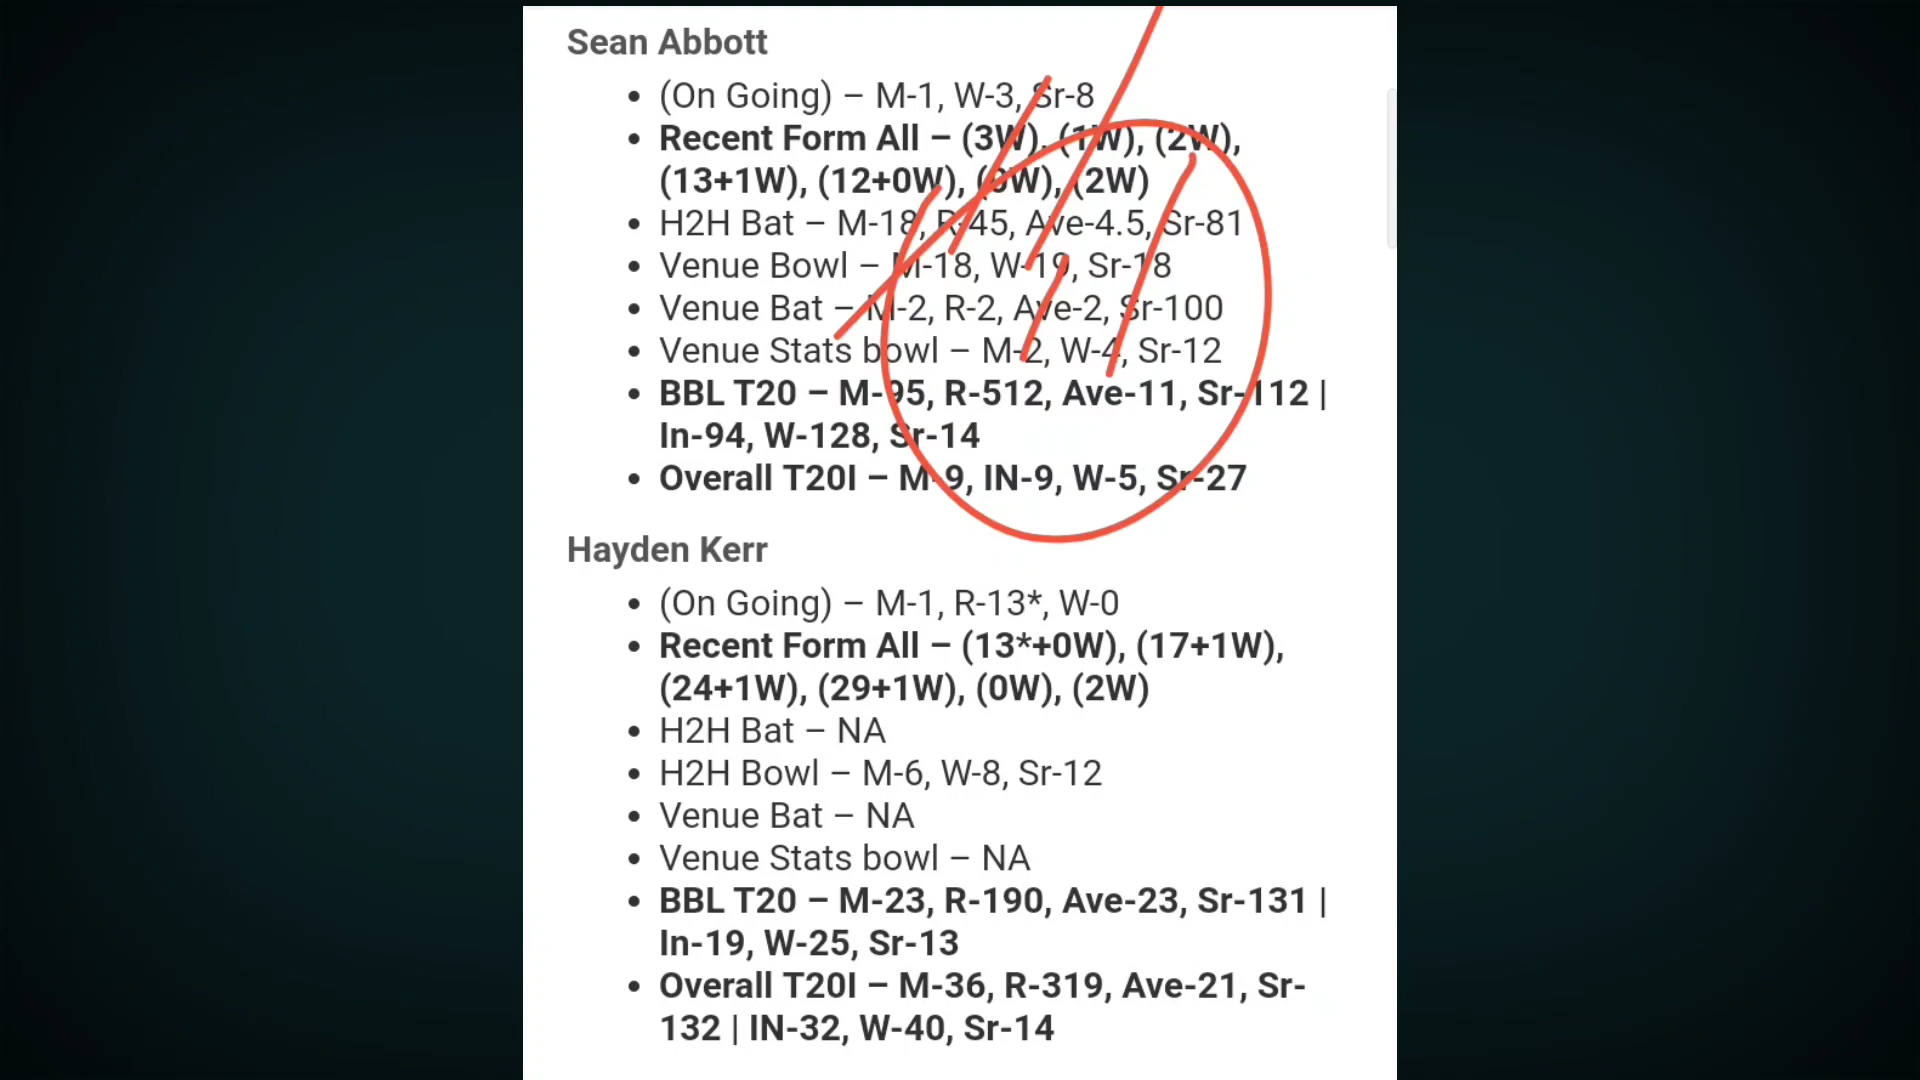 Sean Abbott
(On Going) – M-1, W-3, Sr-8
Recent Form All – (3W), (1W), (2W),
(13+1W), (12+0W), (0W), (2W)
H2H Bat – M-18, R-45, Ave-4.5, Sr-81
Venue Bowl – M-18, W-19, Sr-18
Venue Bat – M-2, R-2, Ave-2, Sr-100
Venue Stats bowl – M-2, W-4, Sr-12
BBL T20 – M-95, R-512, Ave-11, Sr-112 |
In-94, W-128, Sr-14
Overall T20I – M-9, IN-9, W-5, Sr-27
Hayden Kerr
(On Going) – M-1, R-13*, W-0
Recent Form All – (13*+0W), (17+1W),
(24+1W), (29+1W), (0W), (2W)
H2H Bat – NA
H2H Bowl – M-6, W-8, Sr-12
Venue Bat – NA
Venue Stats bowl – NA
BBL T20 – M-23, R-190, Ave-23, Sr-131 |
In-19, W-25, Sr-13
Overall T20I – M-36, R-319, Ave-21, Sr-
132 | IN-32, W-40, Sr-14